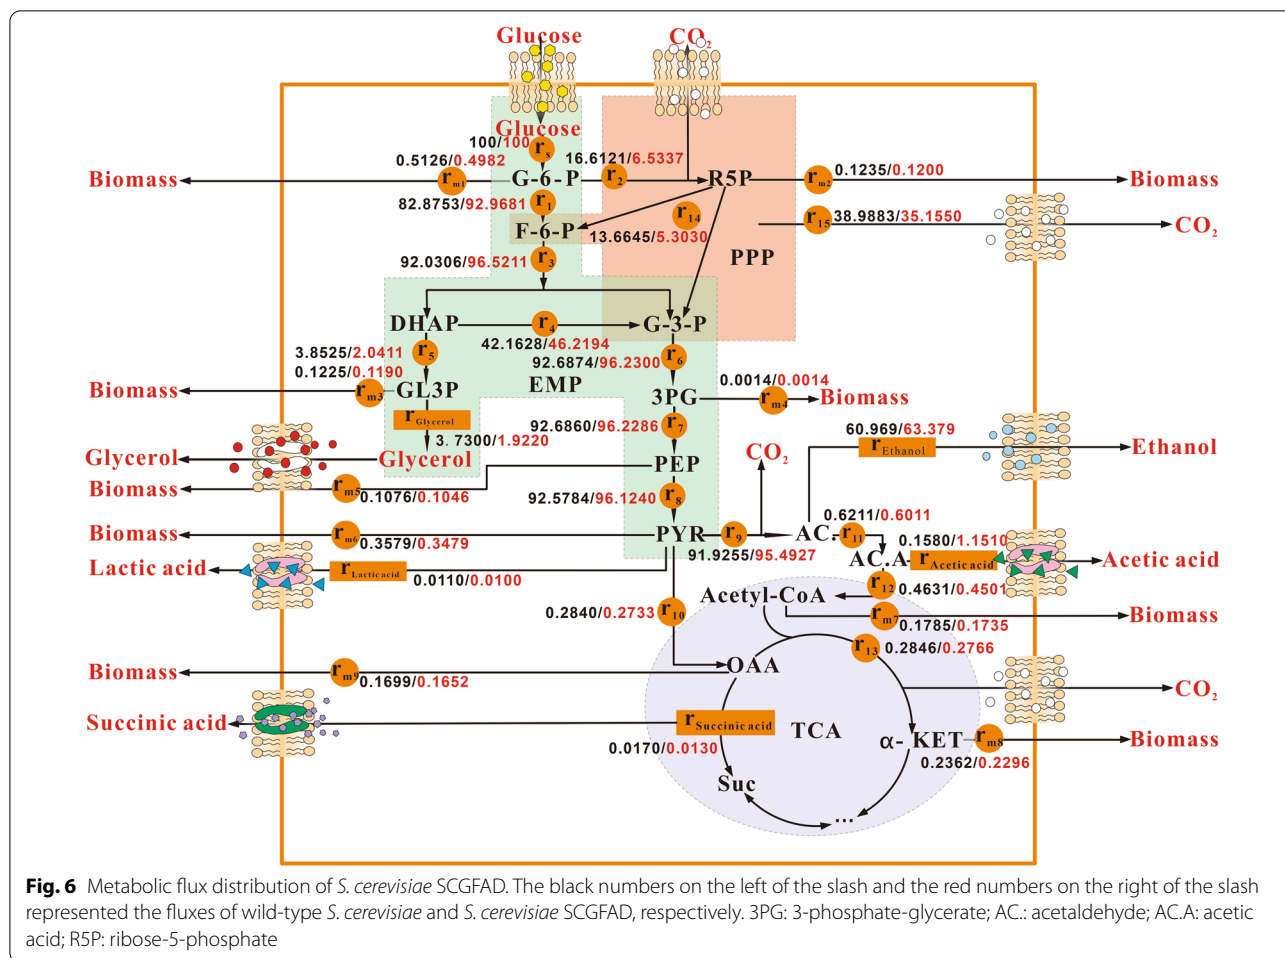 Glucose
CO2
Glucose
100/100
rs
0.5126/0.4982
16.6121/6.5337
Biomass
rm1
G-6-P
r2
R5P
rm2
0.1235/0.1200
Biomass
82.8753/92.9681
r1
r14
r15
38.9883/35.1550
CO2
F-6-P
13.6645/5.3030
PPP
92.0306/96.5211
r3
DHAP
r4
G-3-P
42.1628/46.2194
3.8525/2.0411
r5
92.6874/96.2300
r6
0.1225/0.1190
EMP
0.0014/0.0014
Biomass
rm3
GL3P
3PG
rm4
Biomass
rGlycerol
92.6860/96.2286
r7
60.969/63.379
3.7300/1.9220
rEthanol
Ethanol
Glycerol
Glycerol
PEP
CO2
Biomass
rm5
0.1076/0.1046
92.5784/96.1240
r8
0.6211/0.6011
Biomass
rm6
PYR
r9
AC.
r11
0.3579/0.3479
91.9255/95.4927
0.1580/1.1510
AC.A
rAcetic acid
Acetic acid
Lactic acid
rLactic acid
0.0110/0.0100
r12
0.4631/0.4501
Acetyl-CoA
0.2840/0.2733
r10
rm7
Biomass
0.1785/0.1735
r13
0.2846/0.2766
OAA
Biomass
rm9
0.1699/0.1652
CO2
Succinic acid
rSuccinic acid
TCA
α- KET
rm8
Biomass
0.0170/0.0130
0.2362/0.2296
Suc
...
Fig. 6 Metabolic flux distribution of S. cerevisiae SCGFAD. The black numbers on the left of the slash and the red numbers on the right of the slash
represented the fluxes of wild-type S. cerevisiae and S. cerevisiae SCGFAD, respectively. 3PG: 3-phosphate-glycerate; AC.: acetaldehyde; AC.A: acetic
acid; R5P: ribose-5-phosphate